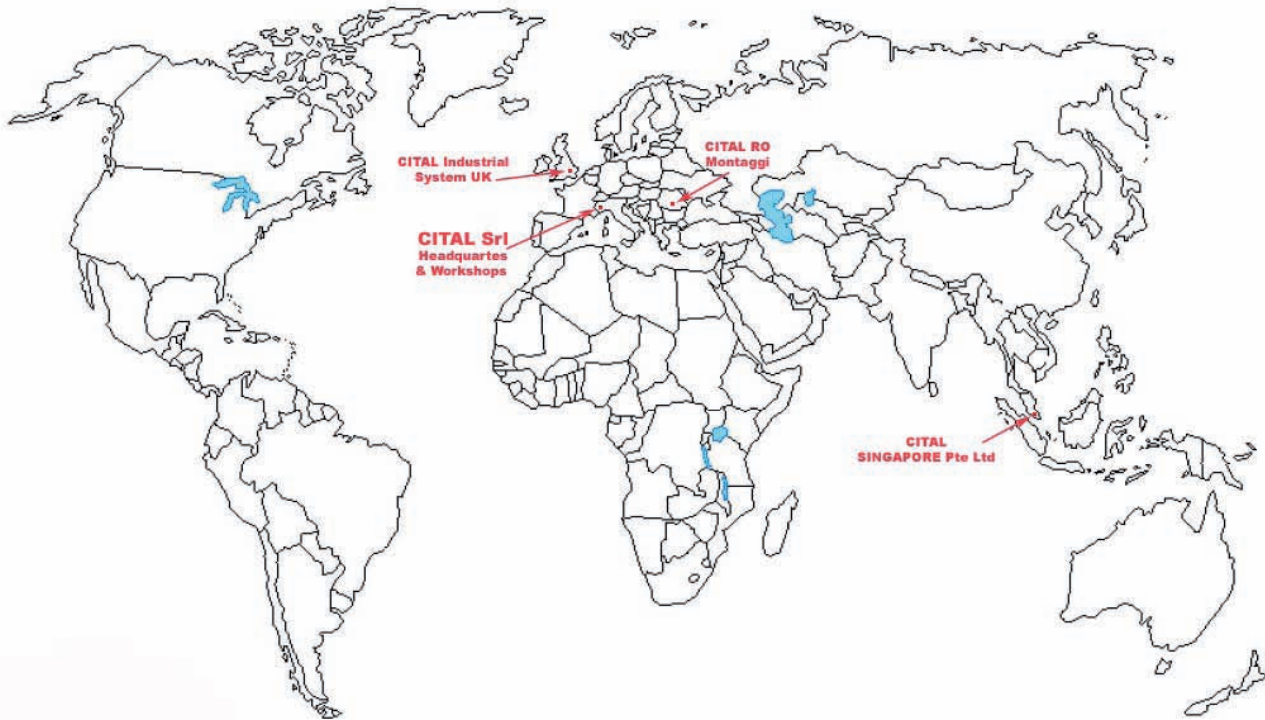 CITAL Industrial
System UK
CITAL RO
Montaggi
CITAL Srl
Headquartes
& Workshops
CITAL
SINGAPORE Pte Ltd